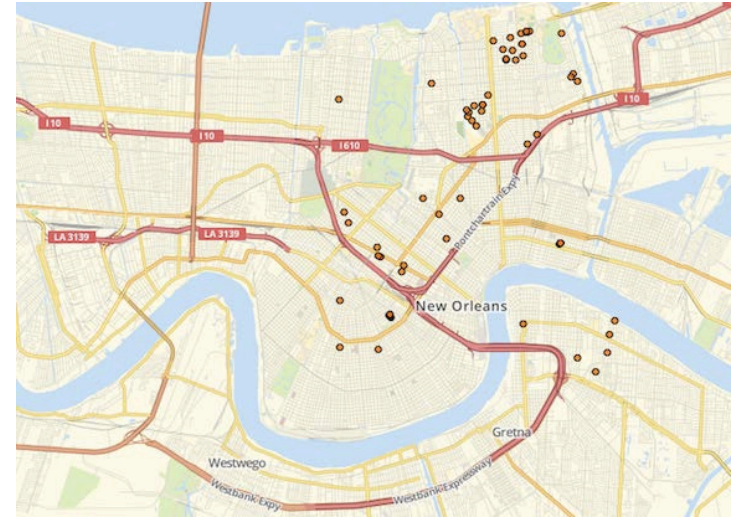 I 10
I 10
I 10
I 610
Pontchartrain Expy
LA 3139
LA 3139
New Orleans
Gretna
Westwego
Westbank Expy
Westbank Expressway